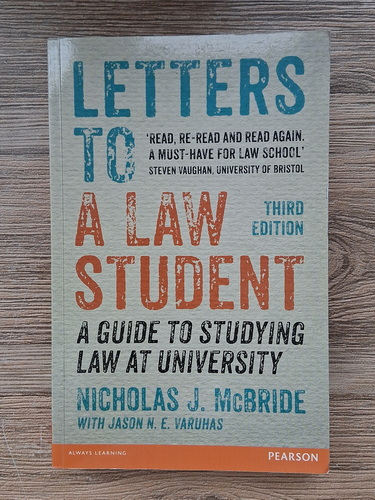 LETTERS
TO
'READ, RE-READ AND READ AGAIN.
A MUST-HAVE FOR LAW SCHOOL'
STEVEN VAUGHAN, UNIVERSITY OF BRISTOL
A LAW
THIRD
EDITION
STUDENT
A GUIDE TO STUDYING
LAW AT UNIVERSITY
NICHOLAS J. McBRIDE
WITH JASON N. E. VARUHAS
ALWAYS LEARNING
PEARSON